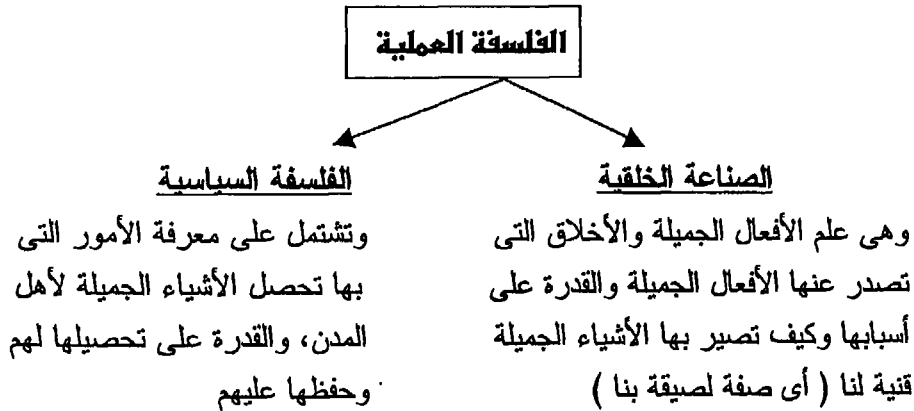 الفلسفة العملية
الصناعة الخلقية
وهى علم الأفعال الجميلة والأخلاق التى
تصدر عنها الأفعال الجميلة والقدرة على
أسبابها وكيف تصير بها الأشياء الجميلة
قنية لنا ( أى صفة لصيقة بنا )
الفلسفة السياسية
وتشتمل على معرفة الأمور التى
بها تحصل الأشياء الجميلة لأهل
المدن، والقدرة على تحصيلها لهم
وحفظها عليهم